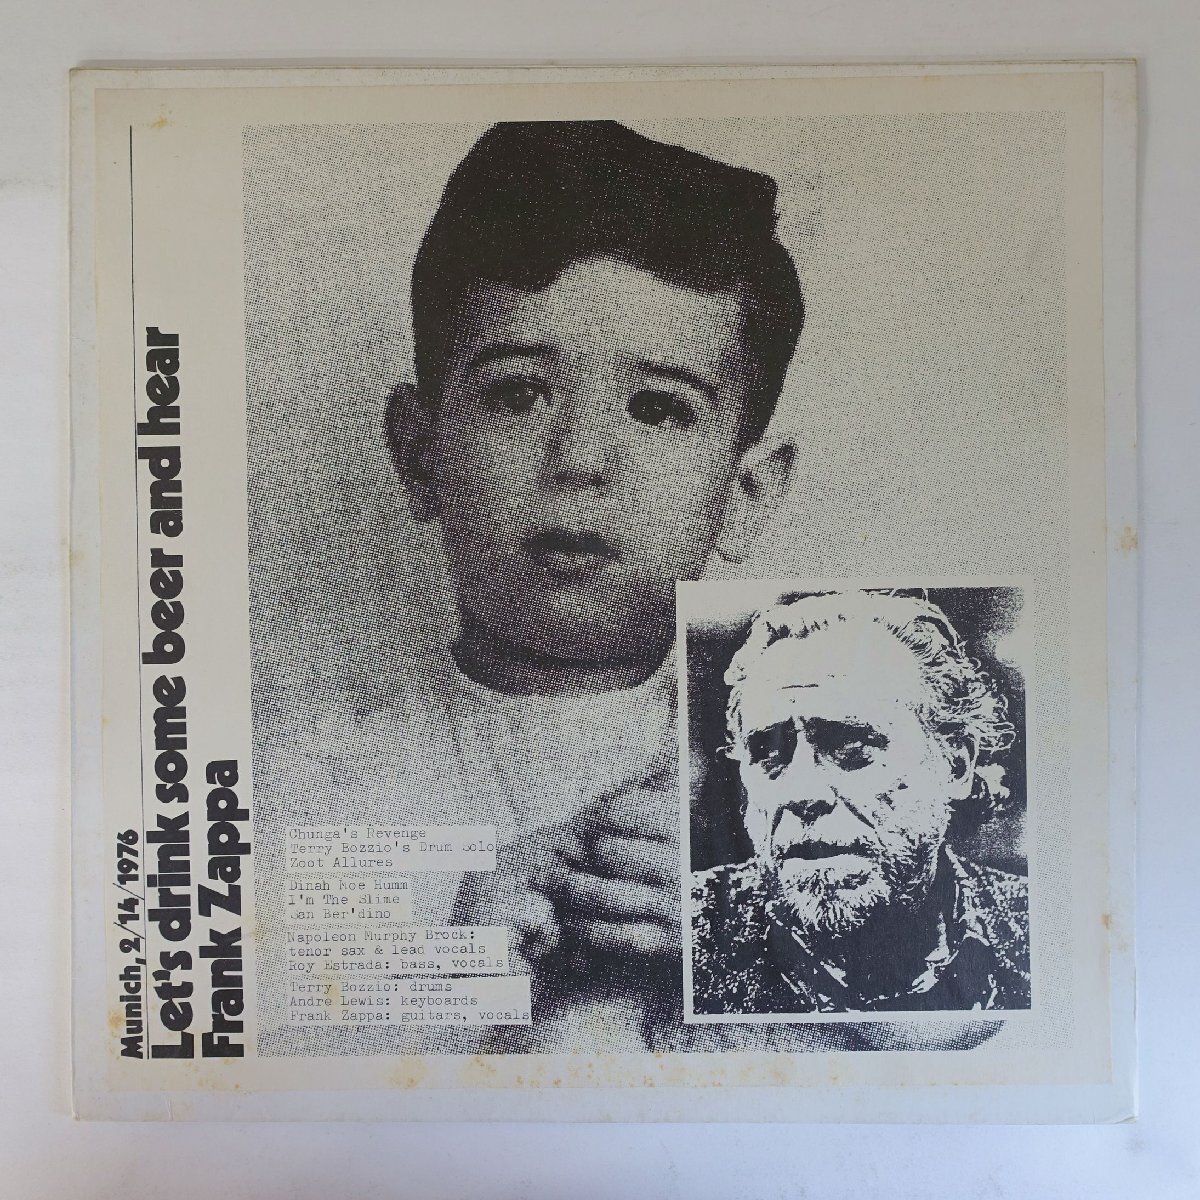 Munich, 2/14/1976
Let's drink some beer and hear
Frank Zappa
Chunga's Revenge
Terry Bozzio's Drum Solo
Zoot Allures
Dinah Moe Humm
I'm The Slime
San Ber'dino
Napoleon Murphy Brock:
tenor sax & lead vocals
Roy Estrada: bass, vocals
Terry Bozzio: drums
Andre Lewis: keyboards
Frank Zappa: guitars, vocals